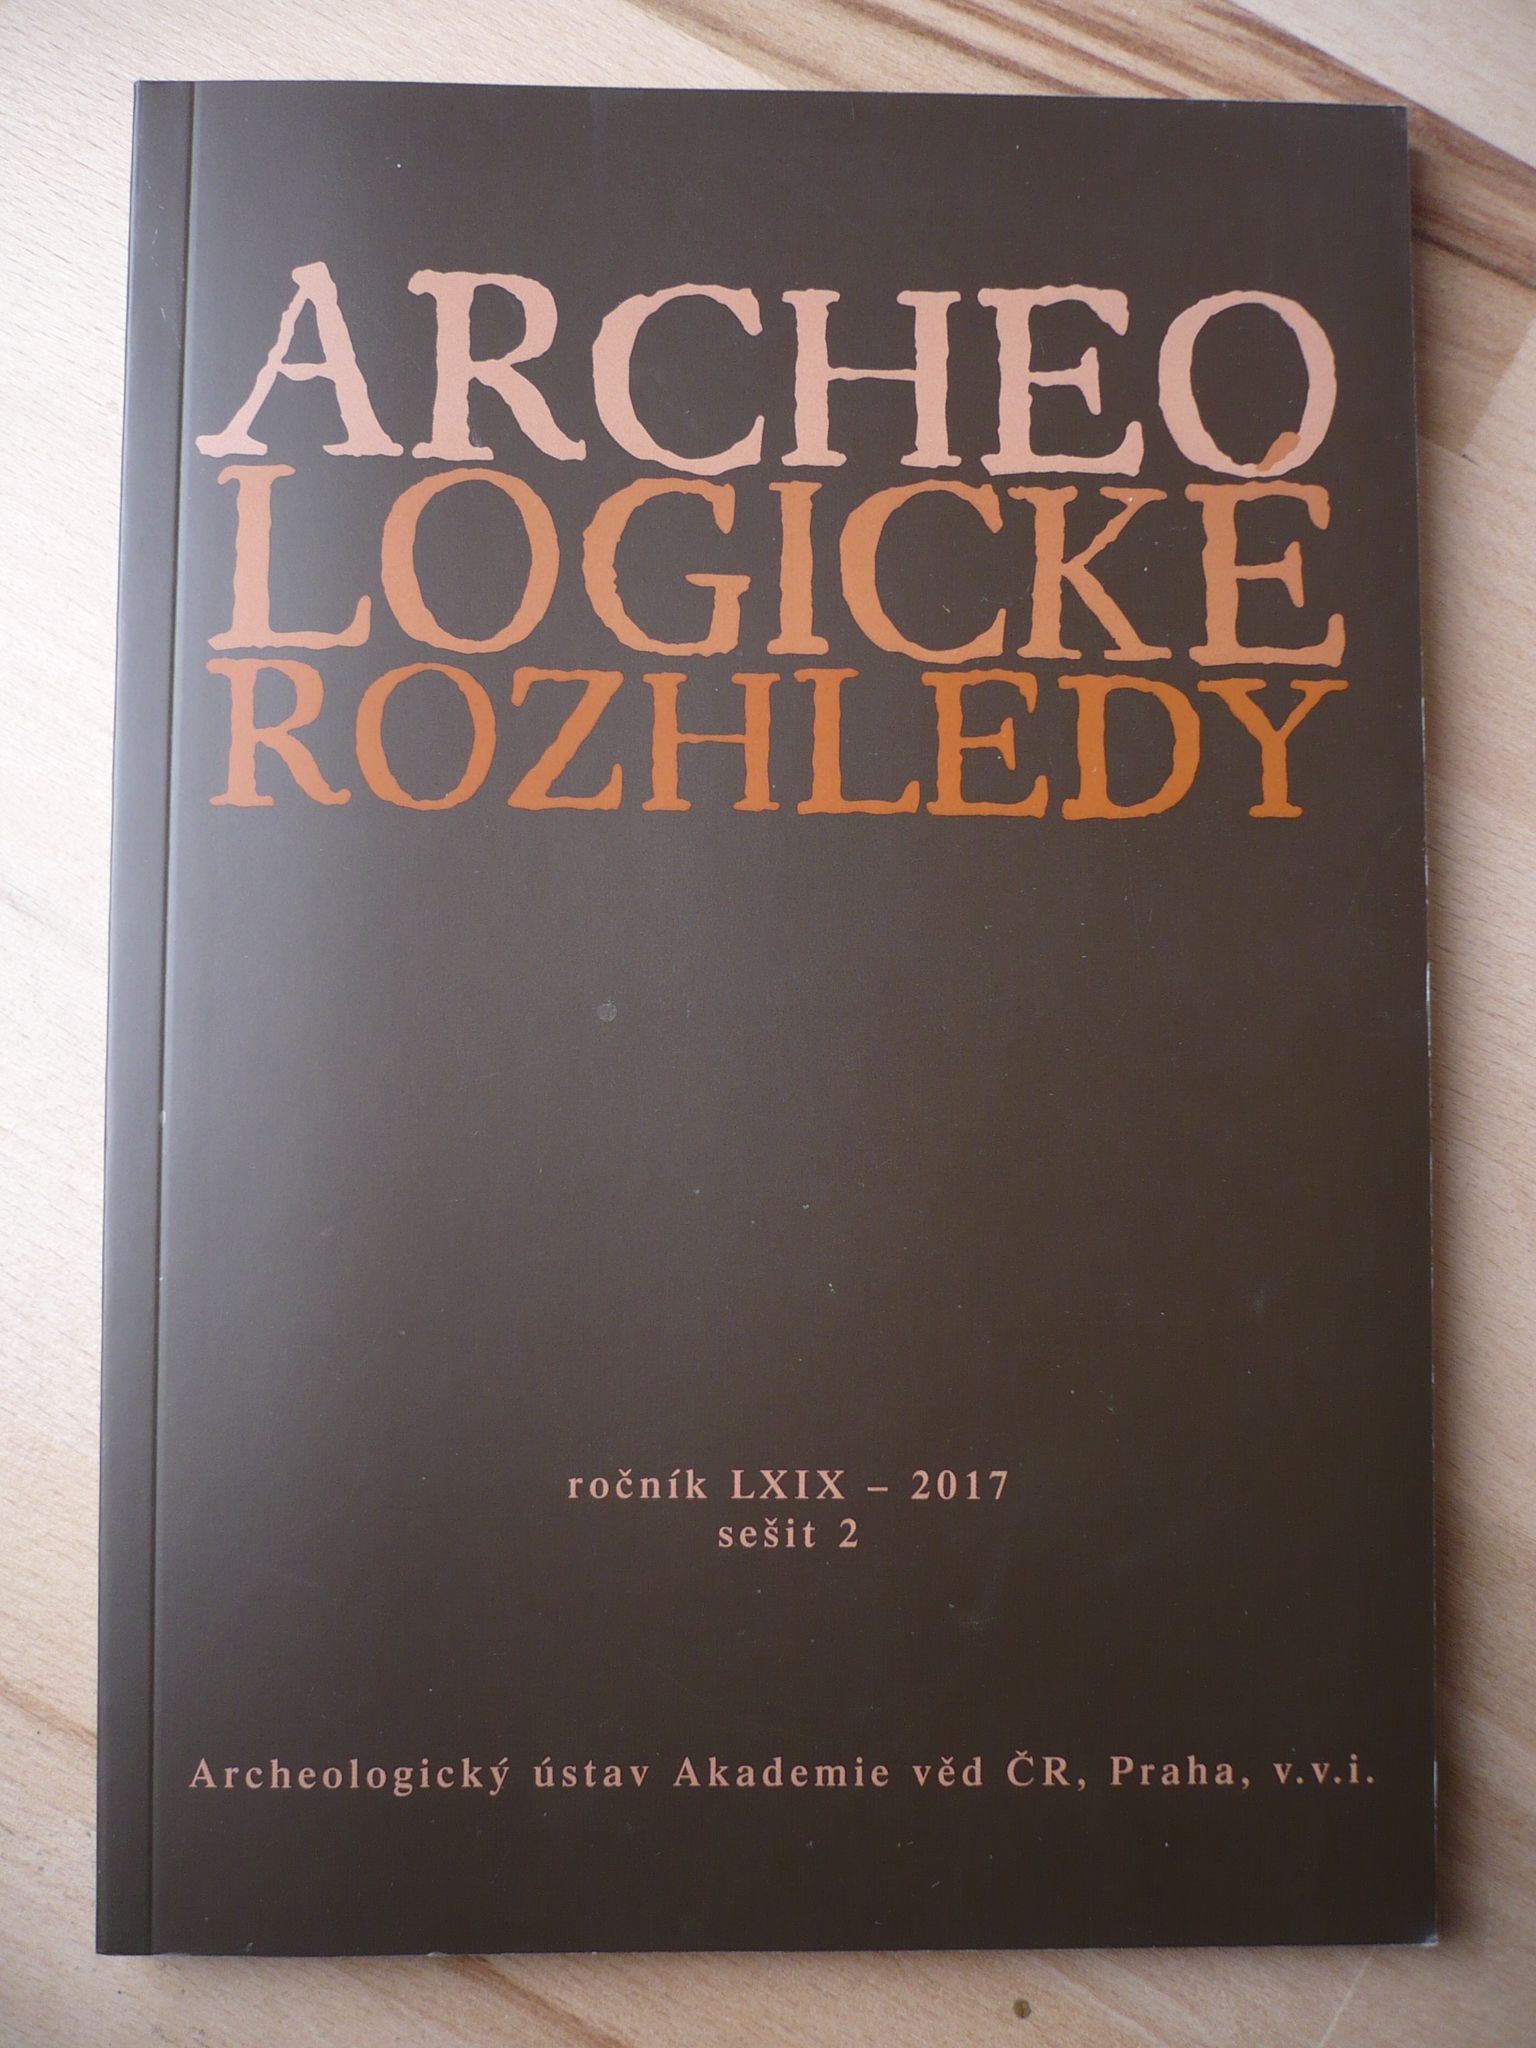 ARCHEO
LOGICKÉ
ROZHLEDY
ročník LXIX – 2017
sešit 2
Archeologický ústav Akademie věd ČR, Praha, v.v.i.